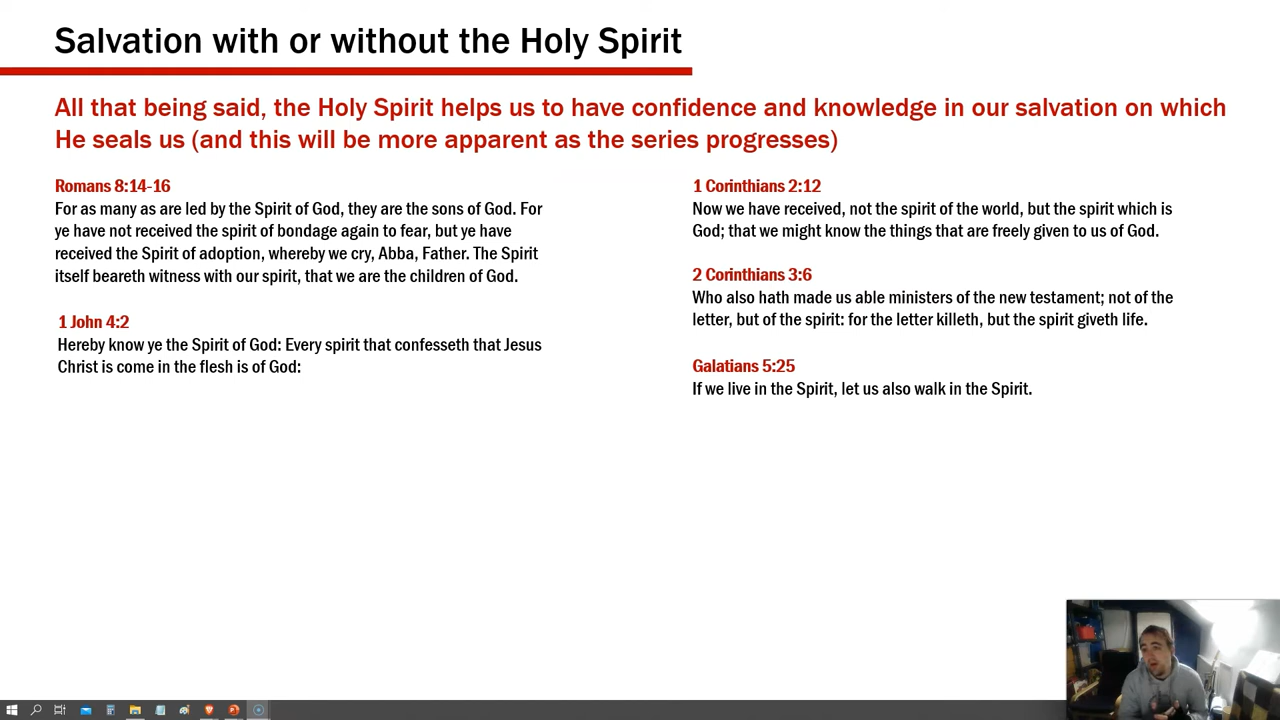 Salvation with or without the Holy Spirit
All that being said, the Holy Spirit helps us to have confidence and knowledge in our salvation on which
He seals us (and this will be more apparent as the series progresses)
Romans 8:14-16
For as many as are led by the Spirit of God, they are the sons of God. For
ye have not received the spirit of bondage again to fear, but ye have
received the Spirit of adoption, whereby we cry, Abba, Father. The Spirit
itself beareth witness with our spirit, that we are the children of God.
1 John 4:2
Hereby know ye the Spirit of God: Every spirit that confesseth that Jesus
Christ is come in the flesh is of God:
1 Corinthians 2:12
Now we have received, not the spirit of the world, but the spirit which is
God; that we might know the things that are freely given to us of God.
2 Corinthians 3:6
Who also hath made us able ministers of the new testament; not of the
letter, but of the spirit: for the letter killeth, but the spirit giveth life.
Galatians 5:25
If we live in the Spirit, let us also walk in the Spirit.